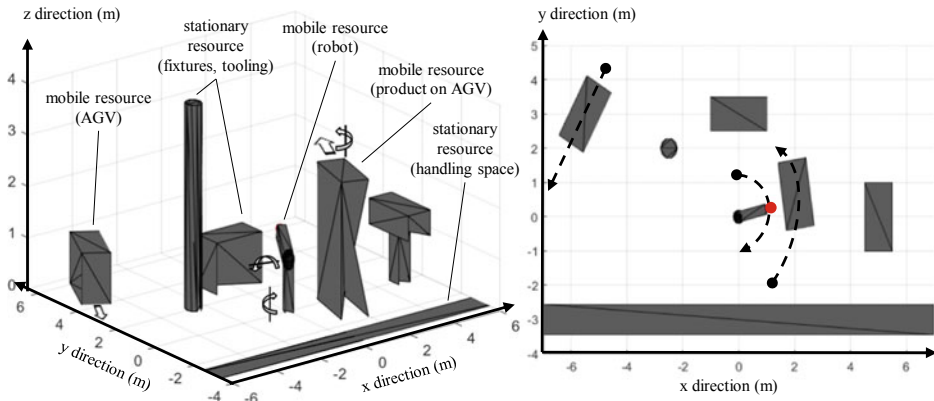 z direction (m)
stationary
resource
(fixtures, tooling)
mobile resource
(robot)
mobile resource
(product on AGV)
mobile resource
(AGV)
stationary
resource
(handling space)
4
3
2
1
0
6
4
2
0
-2
-4
-6
-4
-2
0
2
4
6
y direction (m)
x direction (m)
y direction (m)
5
4
3
2
1
0
-1
-2
-3
-4
-6
-4
-2
0
2
4
6
x direction (m)